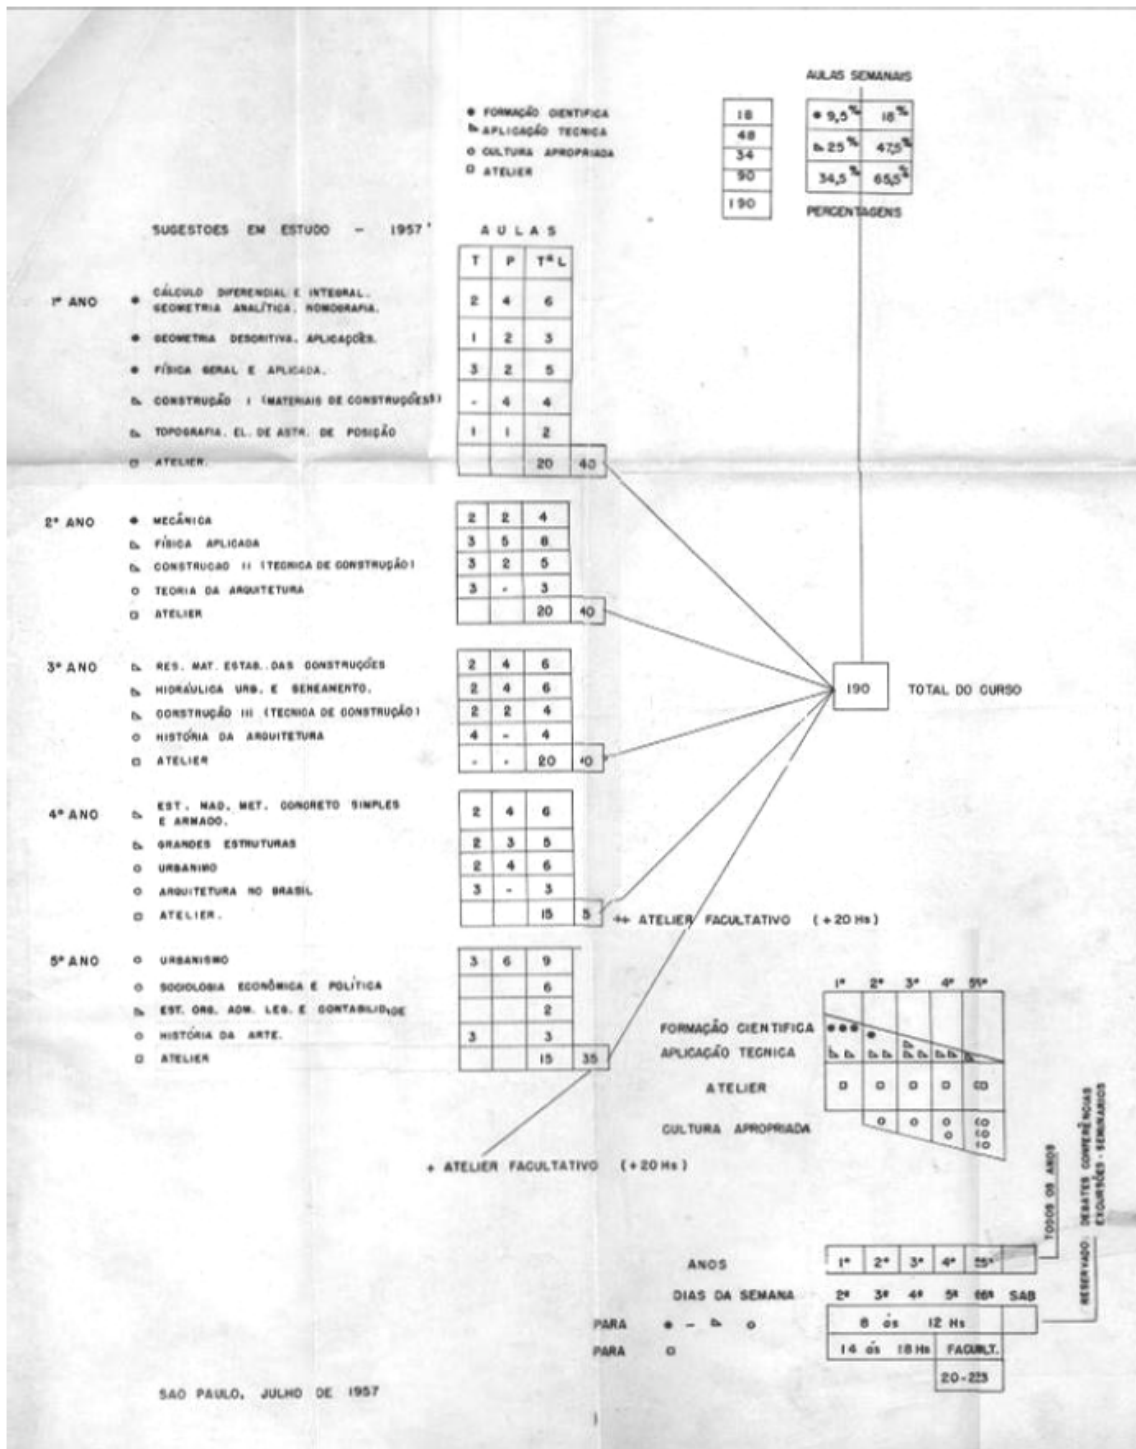 AULAS SEMANAIS
● FORMAÇÃO CIENTIFICA 18 ● 9,5% 18%
APLICAÇÃO TECNICA 48 25% 47,5%
○ CULTURA APROPRIADA 34
□ ATELIER 90 34,5% 65,5%
190 PERCENTAGENS
SUGESTOES EM ESTUDO - 1957'
AULAS
T P Tª L
1º ANO ● CÁLCULO DIFERENCIAL E INTEGRAL. GEOMETRIA ANALÍTICA. NOMOGRAFIA. 2 4 6
● GEOMETRIA DESCRITIVA. APLICAÇÕES. 1 2 3
● FÍSICA GERAL E APLICADA. 3 2 5
CONSTRUÇÃO I (MATERIAIS DE CONSTRUÇÕES) - 4 4
TOPOGRAFIA. EL. DE ASTR. DE POSIÇÃO 1 1 2
□ ATELIER. 20 40
2º ANO ● MECÂNICA 2 2 4
FÍSICA APLICADA 3 5 8
CONSTRUCAO II (TECNICA DE CONSTRUÇÃO) 3 2 5
○ TEORIA DA ARQUITETURA 3 - 3
□ ATELIER 20 40
3º ANO RES. MAT. ESTAB. DAS CONSTRUÇÕES 2 4 6
HIDRÁULICA URB. E SENEAMENTO. 2 4 6
CONSTRUÇÃO III (TECNICA DE CONSTRUÇÃO) 2 2 4
○ HISTÓRIA DA ARQUITETURA 4 - 4
□ ATELIER - - 20 40
190 TOTAL DO CURSO
4º ANO EST. MAD. MET. CONCRETO SIMPLES E ARMADO. 2 4 6
GRANDES ESTRUTURAS 2 3 5
○ URBANIMO 2 4 6
○ ARQUITETURA NO BRASIL 3 - 3
□ ATELIER. 15 5 ++ ATELIER FACULTATIVO (+20 Hs)
5º ANO ○ URBANISMO 3 6 9
○ SOCIOLOGIA ECONÔMICA E POLÍTICA 6
EST. ORG. ADM. LEG. E CONTABILIDADE 2
○ HISTÓRIA DA ARTE. 3 3
□ ATELIER 15 35
+ ATELIER FACULTATIVO (+20 Hs)
1º 2º 3º 4º 5º
FORMAÇÃO CIENTIFICA
APLICAÇÃO TECNICA
ATELIER
CULTURA APROPRIADA
TODOS OS ANOS
RESERVADO: DEBATES CONFERÊNCIAS
EXCURSÕES - SEMINARIOS
ANOS 1º 2º 3º 4º 5º
DIAS DA SEMANA 2ª 3ª 4ª 5ª 6ª SAB
PARA ● - ○ 8 ás 12 Hs
PARA □ 14 ás 18 Hs FACULT.
20-23
SAO PAULO, JULHO DE 1957